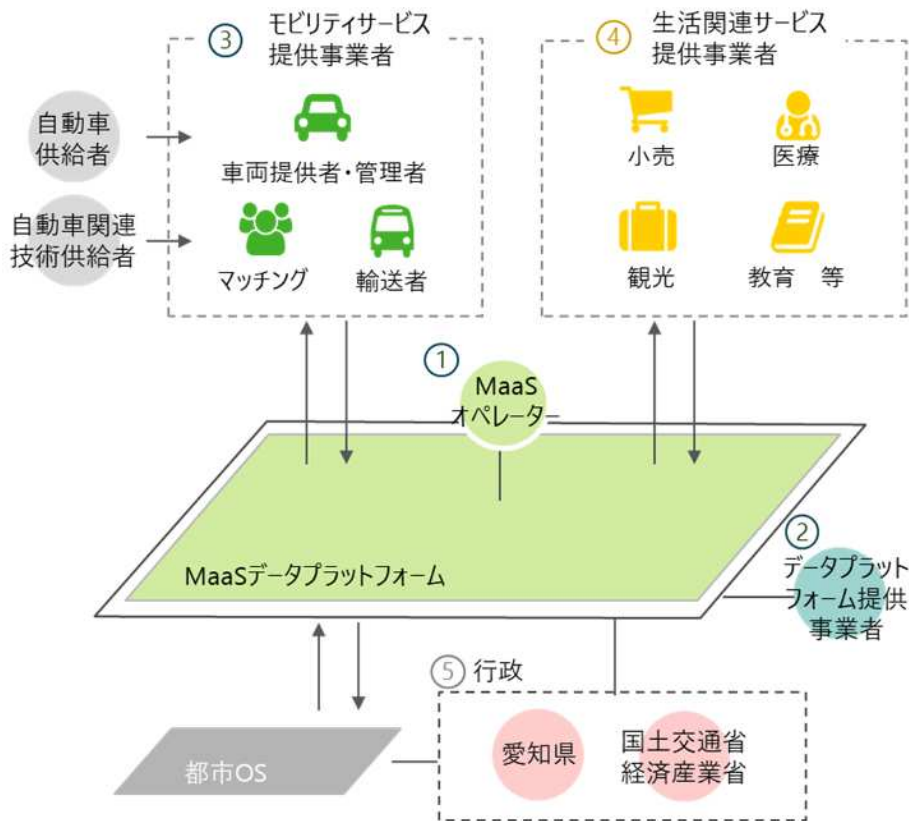 ③ モビリティサービス
提供事業者
④ 生活関連サービス
提供事業者
自動車
供給者
車両提供者・管理者
小売
医療
自動車関連
技術供給者
マッチング
輸送者
観光
教育　等
①
MaaS
オペレーター
MaaSデータプラットフォーム
②
データプラット
フォーム提供
事業者
⑤ 行政
都市OS
愛知県
国土交通省
経済産業省